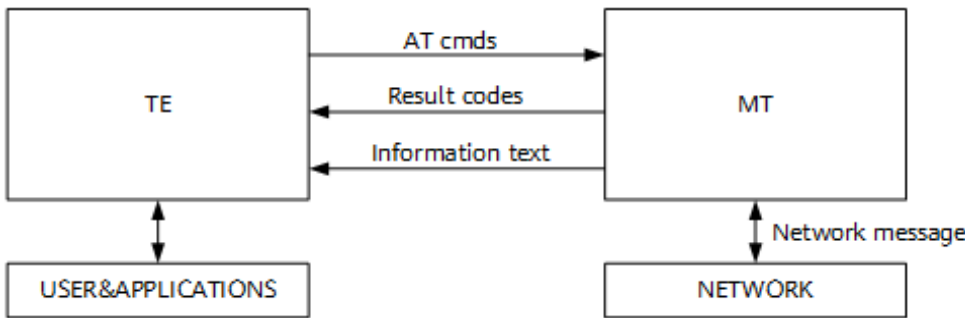 AT cmds
TE
Result codes
MT
Information text
Network message
USER&APPLICATIONS
NETWORK